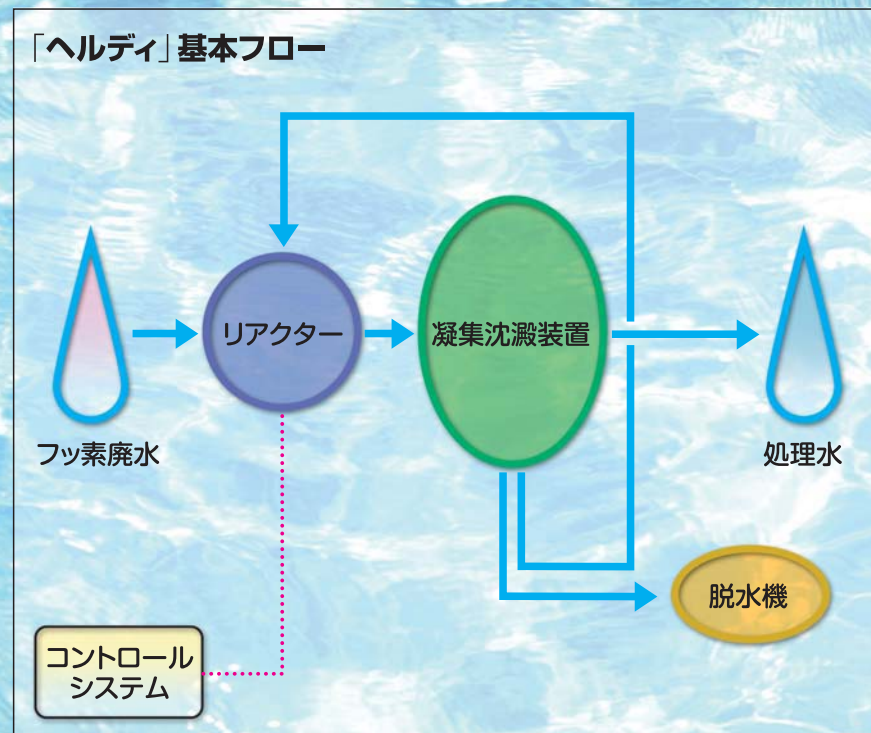 「ヘルディ」基本フロー
リアクター
凝集沈澱装置
フッ素廃水
処理水
脱水機
コントロール
システム